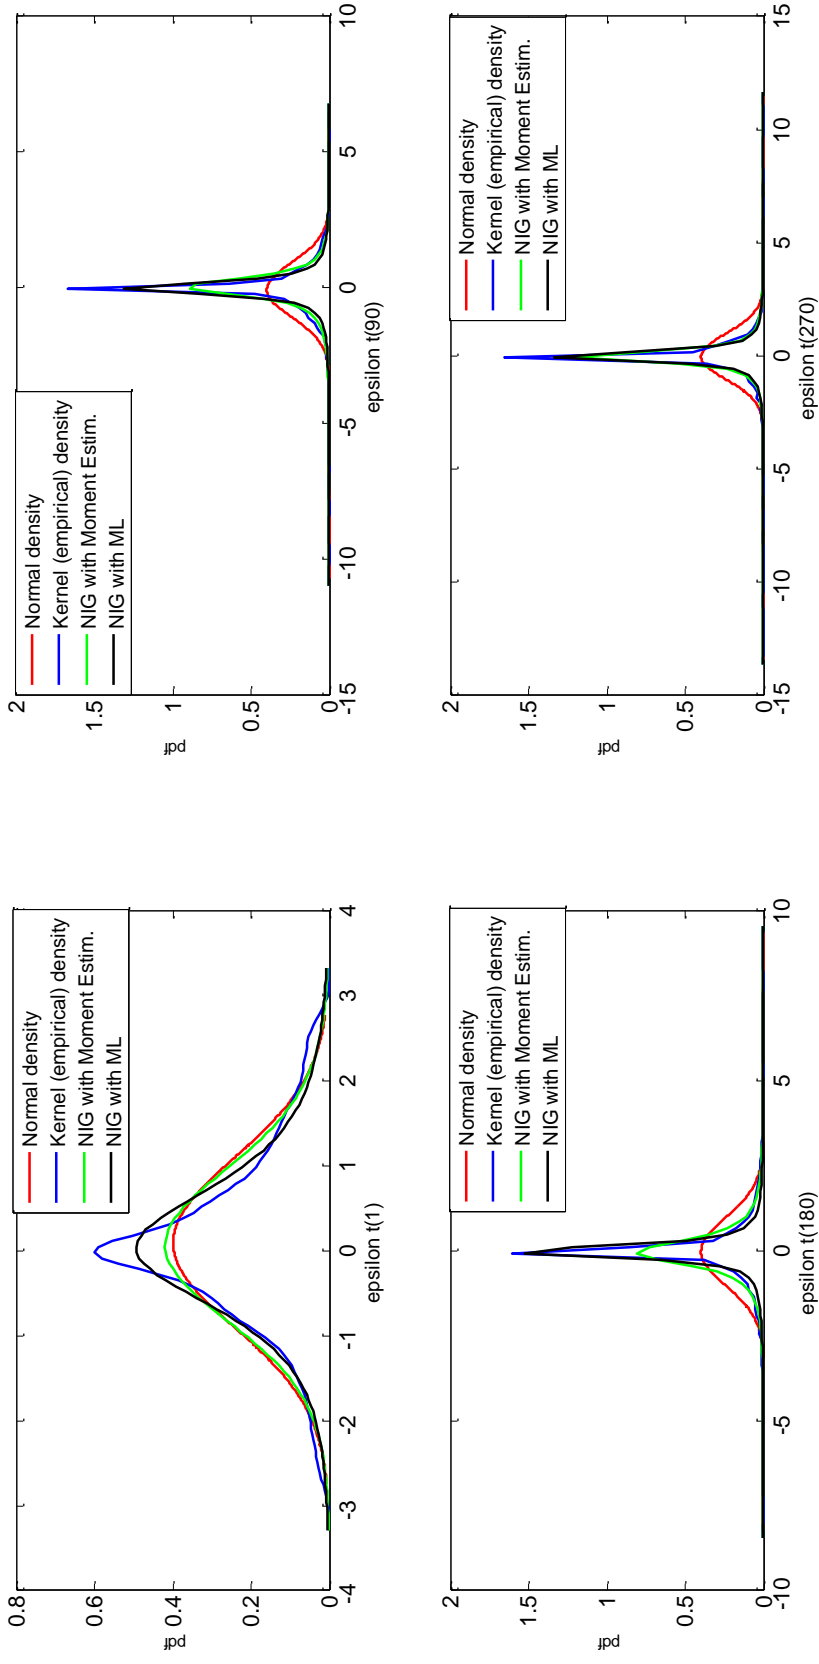 0.8
0.6
0.4
0.2
0
pdf
Normal density
Kernel (empirical) density
NIG with Moment Estim.
NIG with ML
-4 -3 -2 -1 0 1 2 3 4
epsilon t(1)
2
1.5
1
0.5
0
pdf
Normal density
Kernel (empirical) density
NIG with Moment Estim.
NIG with ML
-15 -10 -5 0 5 10
epsilon t(90)
2
1.5
1
0.5
0
pdf
Normal density
Kernel (empirical) density
NIG with Moment Estim.
NIG with ML
-10 -5 0 5 10
epsilon t(180)
2
1.5
1
0.5
0
pdf
Normal density
Kernel (empirical) density
NIG with Moment Estim.
NIG with ML
-15 -10 -5 0 5 10 15
epsilon t(270)